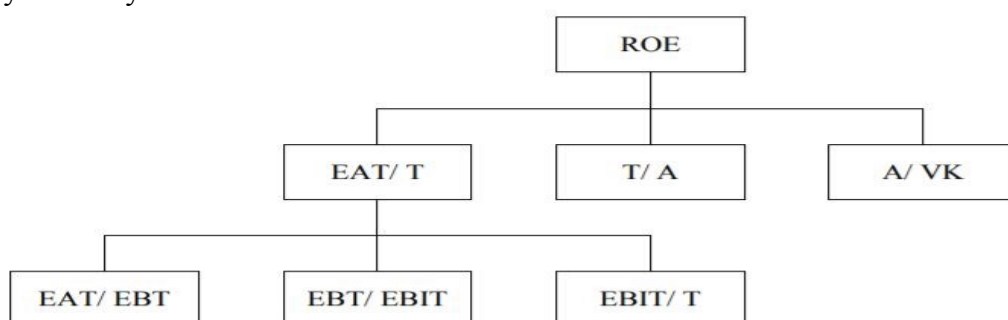 ROE
EAT/ T
T/ A
A/ VK
EAT/ EBT
EBT/ EBIT
EBIT/ T